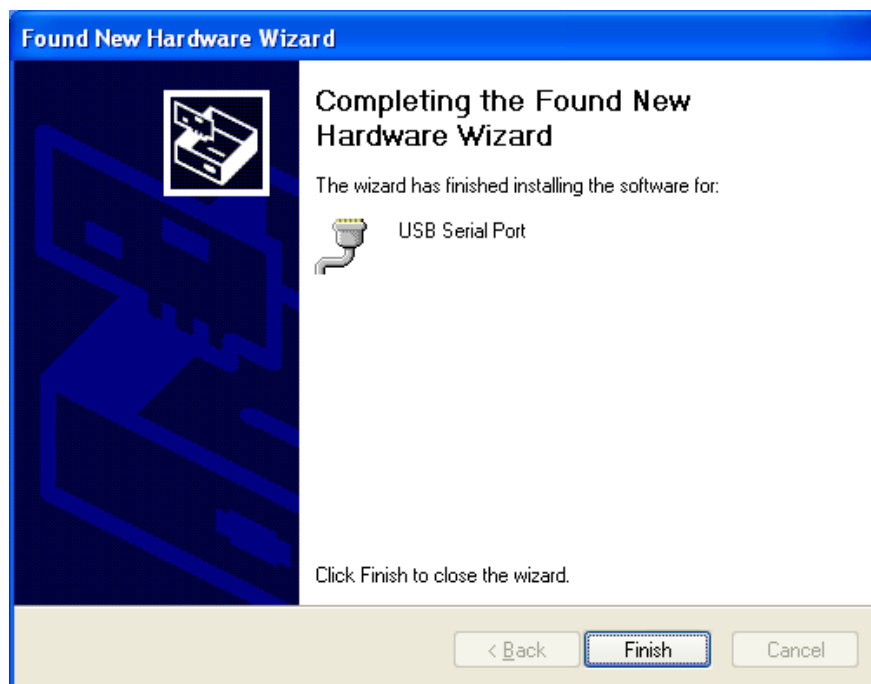 Found New Hardware Wizard
Completing the Found New
Hardware Wizard
The wizard has finished installing the software for:
USB Serial Port
Click Finish to close the wizard.
< Back
Finish
Cancel